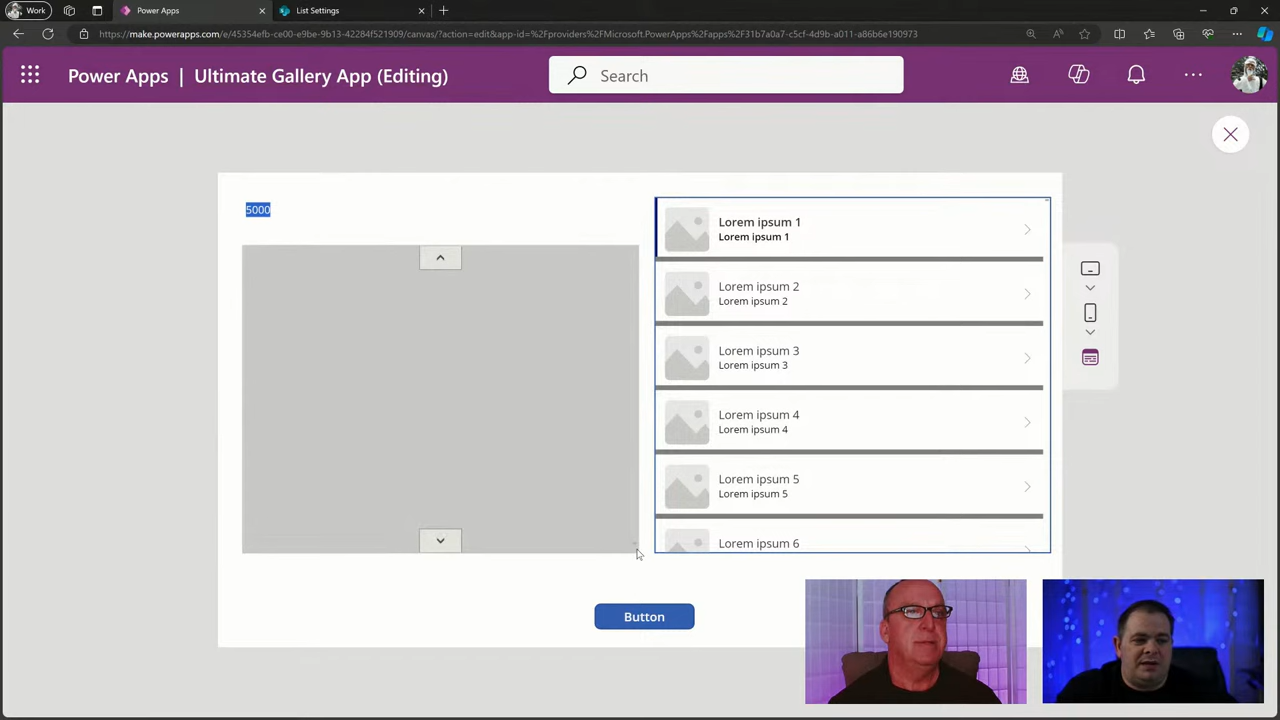 Work
Power Apps
List Settings
https://make.powerapps.com/e/45354efb-ce00-e9be-9b13-42284f521909/canvas/?action=edit&app-id=%2Fproviders%2FMicrosoft.PowerApps%2Fapps%2F31b7a0a7-c5cf-4d9b-a011-a86b6e190973
Power Apps | Ultimate Gallery App (Editing)
Search
5000
Lorem ipsum 1
Lorem ipsum 1
Lorem ipsum 2
Lorem ipsum 2
Lorem ipsum 3
Lorem ipsum 3
Lorem ipsum 4
Lorem ipsum 4
Lorem ipsum 5
Lorem ipsum 5
Lorem ipsum 6
Button